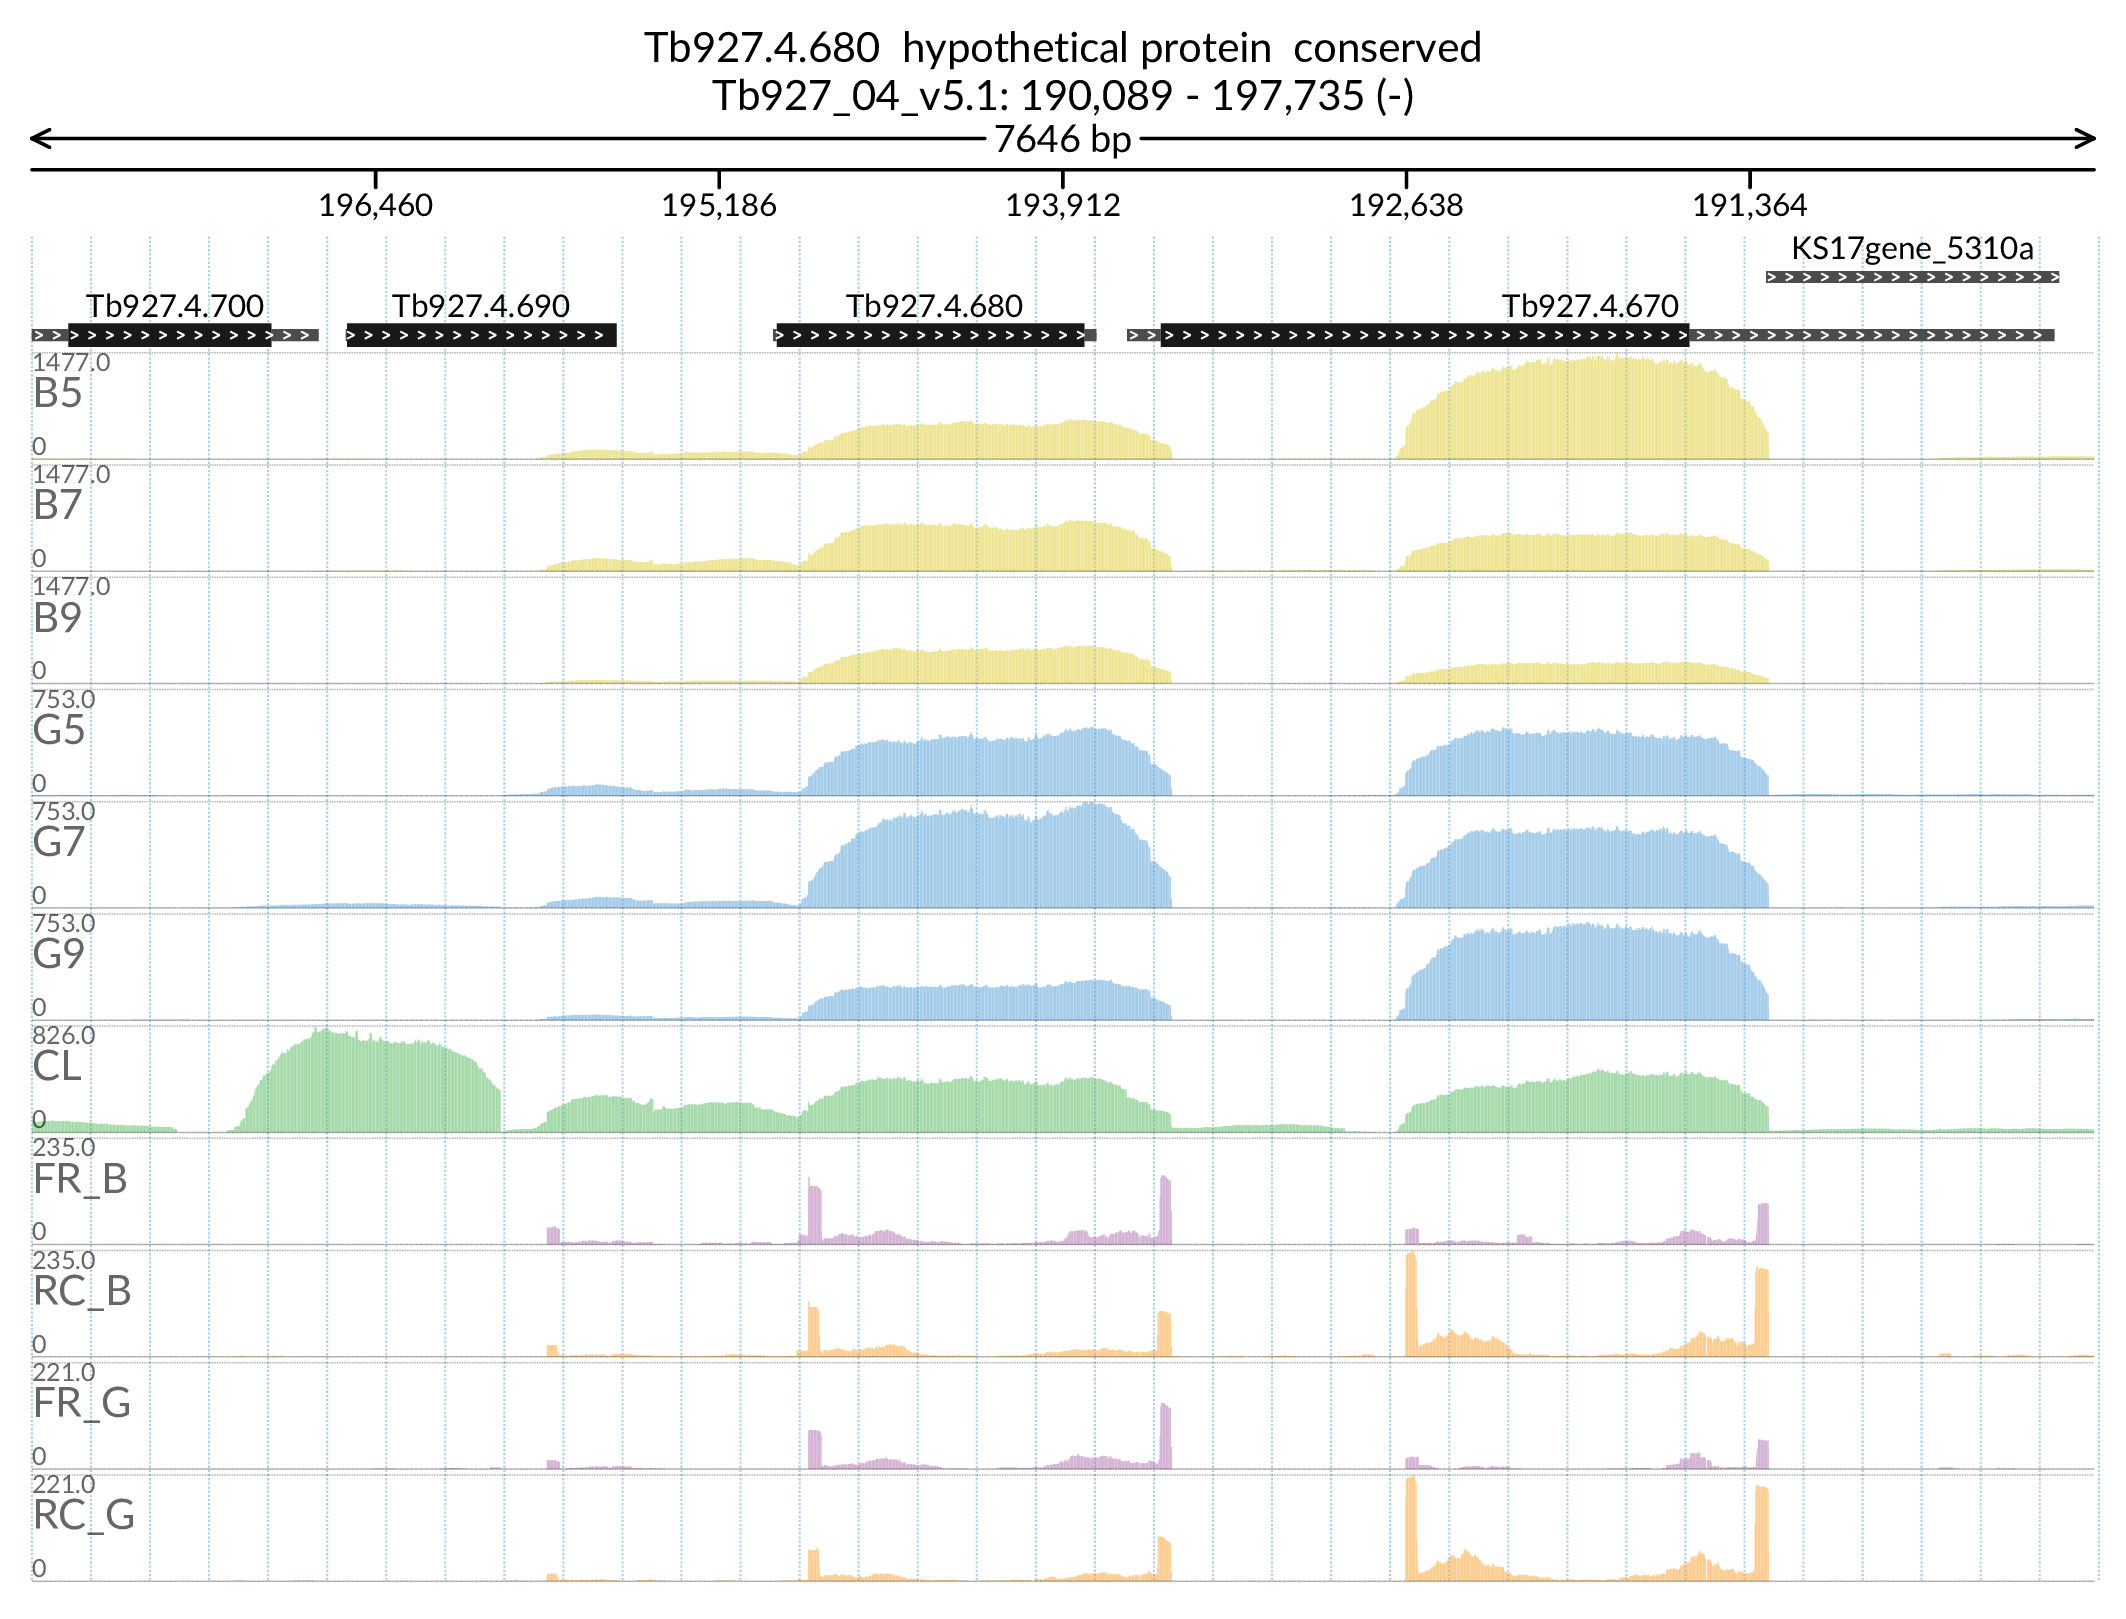 Tb927.4.680  hypothetical protein  conserved
Tb927_04_v5.1: 190,089 - 197,735 (-)
7646 bp
196,460 195,186 193,912 192,638 191,364
KS17gene_5310a
Tb927.4.700 Tb927.4.690 Tb927.4.680 Tb927.4.670
1477.0
B5
0
1477.0
B7
0
1477.0
B9
0
753.0
G5
0
753.0
G7
0
753.0
G9
0
826.0
CL
0
235.0
FR_B
0
235.0
RC_B
0
221.0
FR_G
0
221.0
RC_G
0